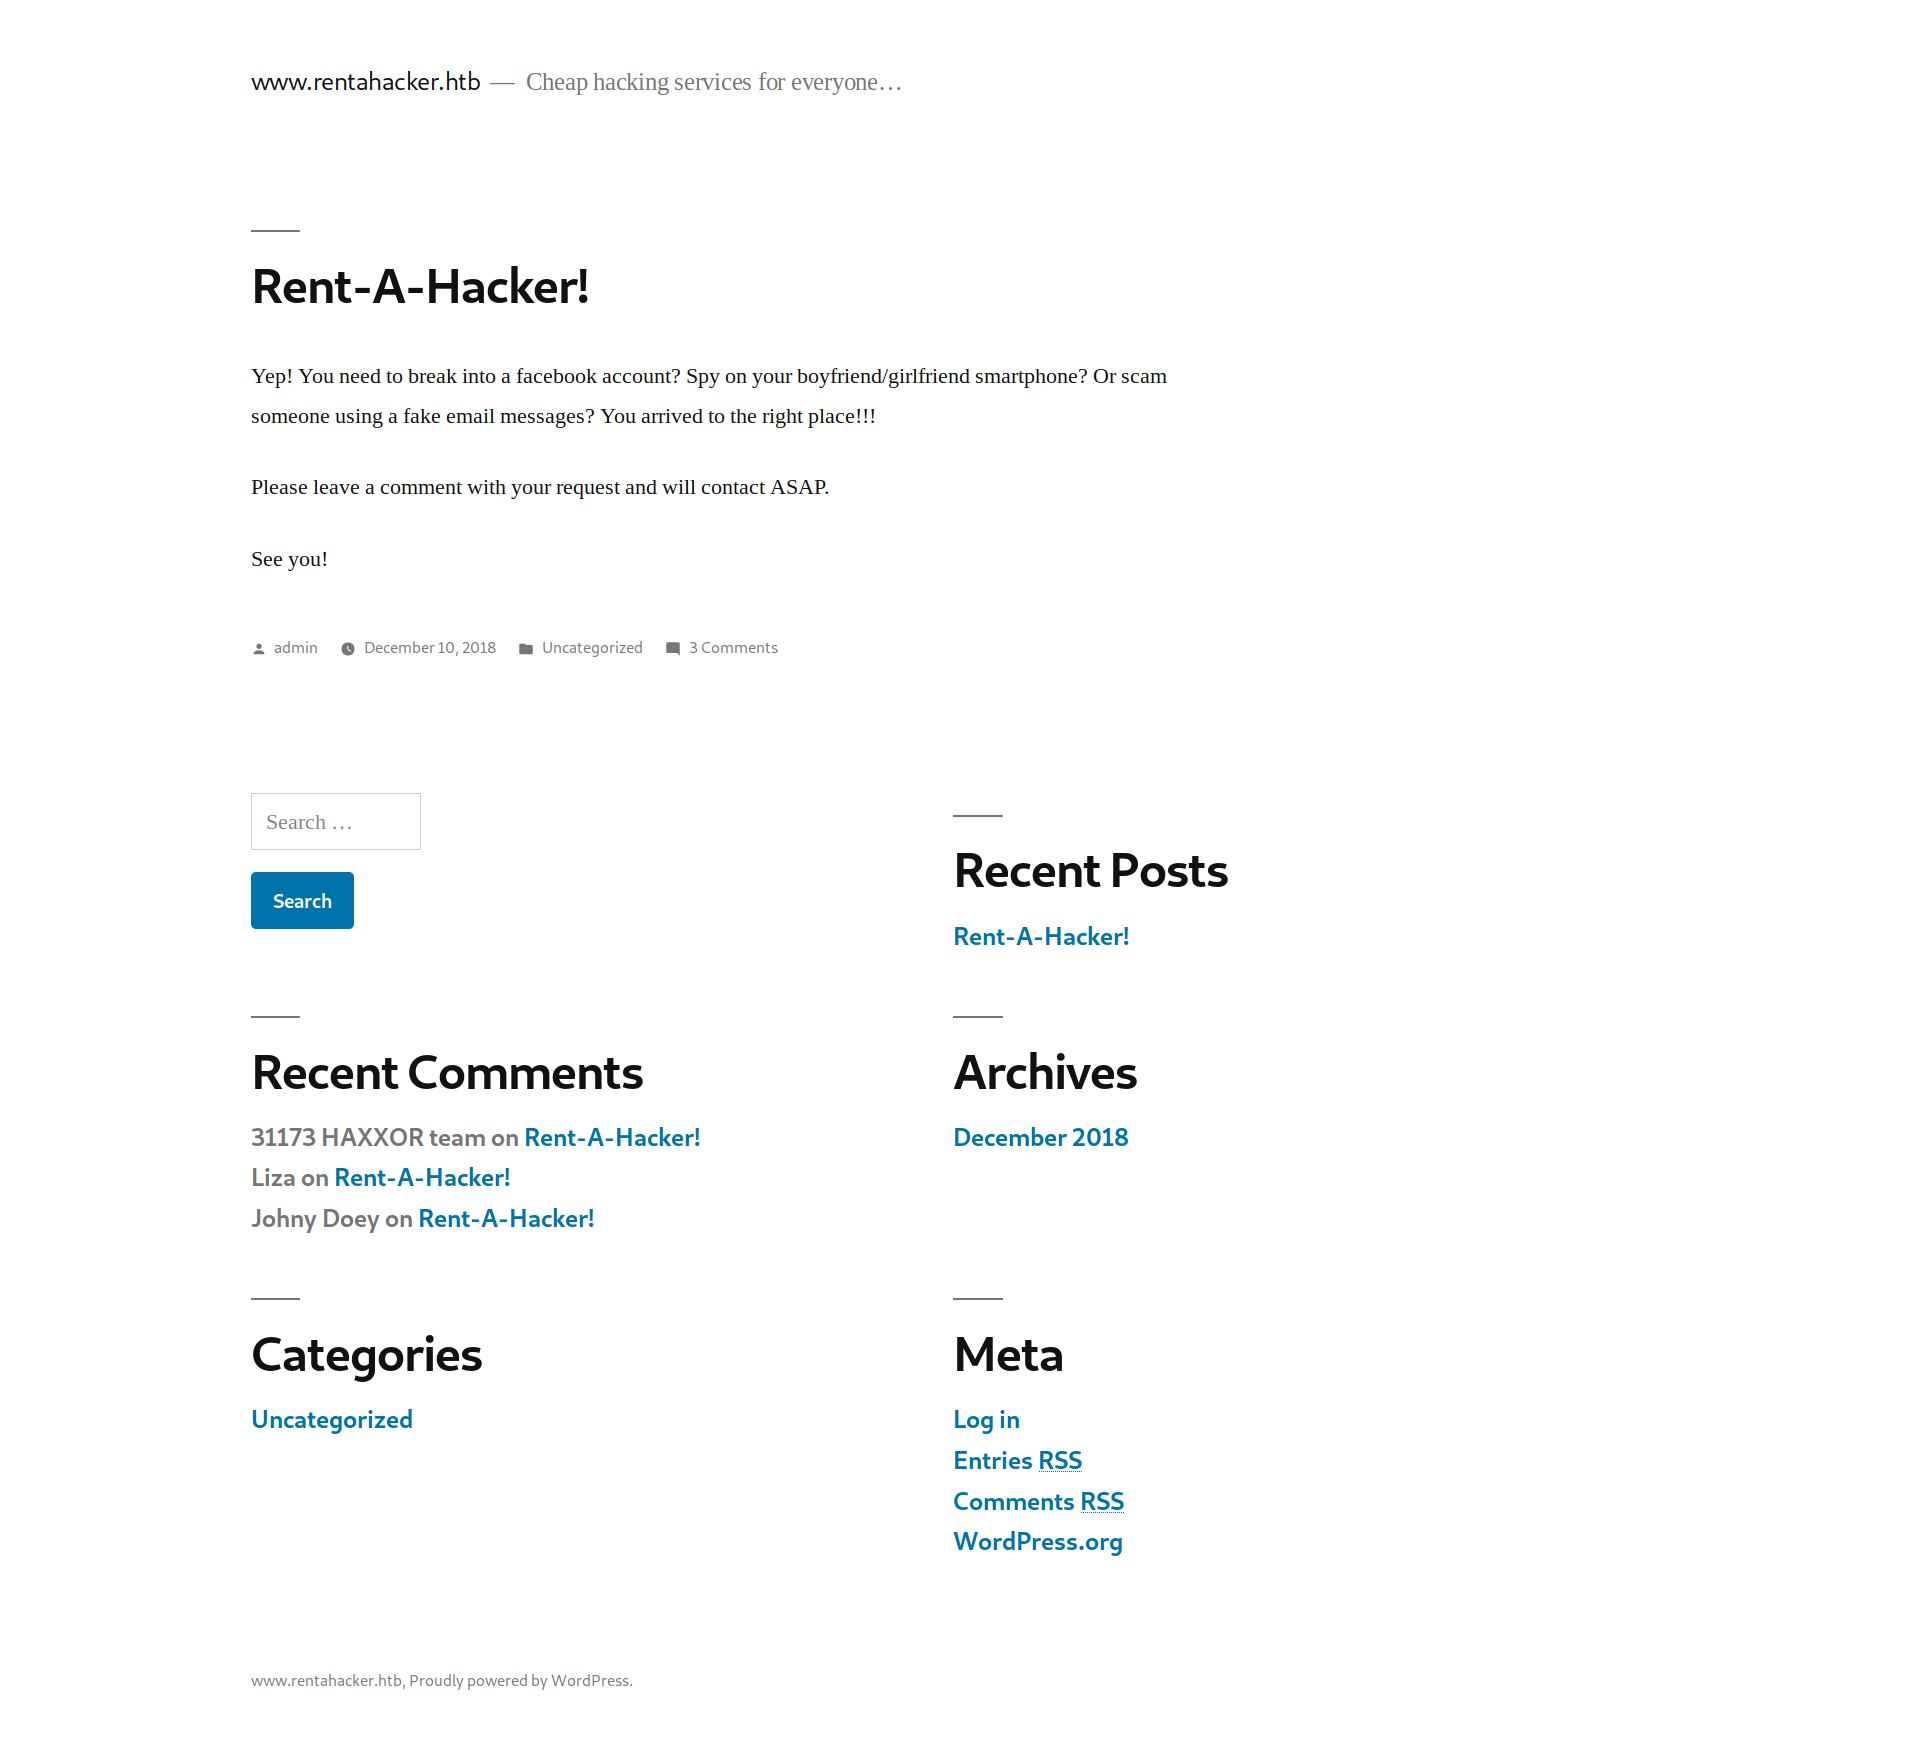 www.rentahacker.htb — Cheap hacking services for everyone…
Rent-A-Hacker!
Yep! You need to break into a facebook account? Spy on your boyfriend/girlfriend smartphone? Or scam
someone using a fake email messages? You arrived to the right place!!!
Please leave a comment with your request and will contact ASAP.
See you!
admin December 10, 2018 Uncategorized 3 Comments
Search …
Search
Recent Posts
Rent-A-Hacker!
Recent Comments
31173 HAXXOR team on Rent-A-Hacker!
Liza on Rent-A-Hacker!
Johny Doey on Rent-A-Hacker!
Archives
December 2018
Categories
Uncategorized
Meta
Log in
Entries RSS
Comments RSS
WordPress.org
www.rentahacker.htb, Proudly powered by WordPress.